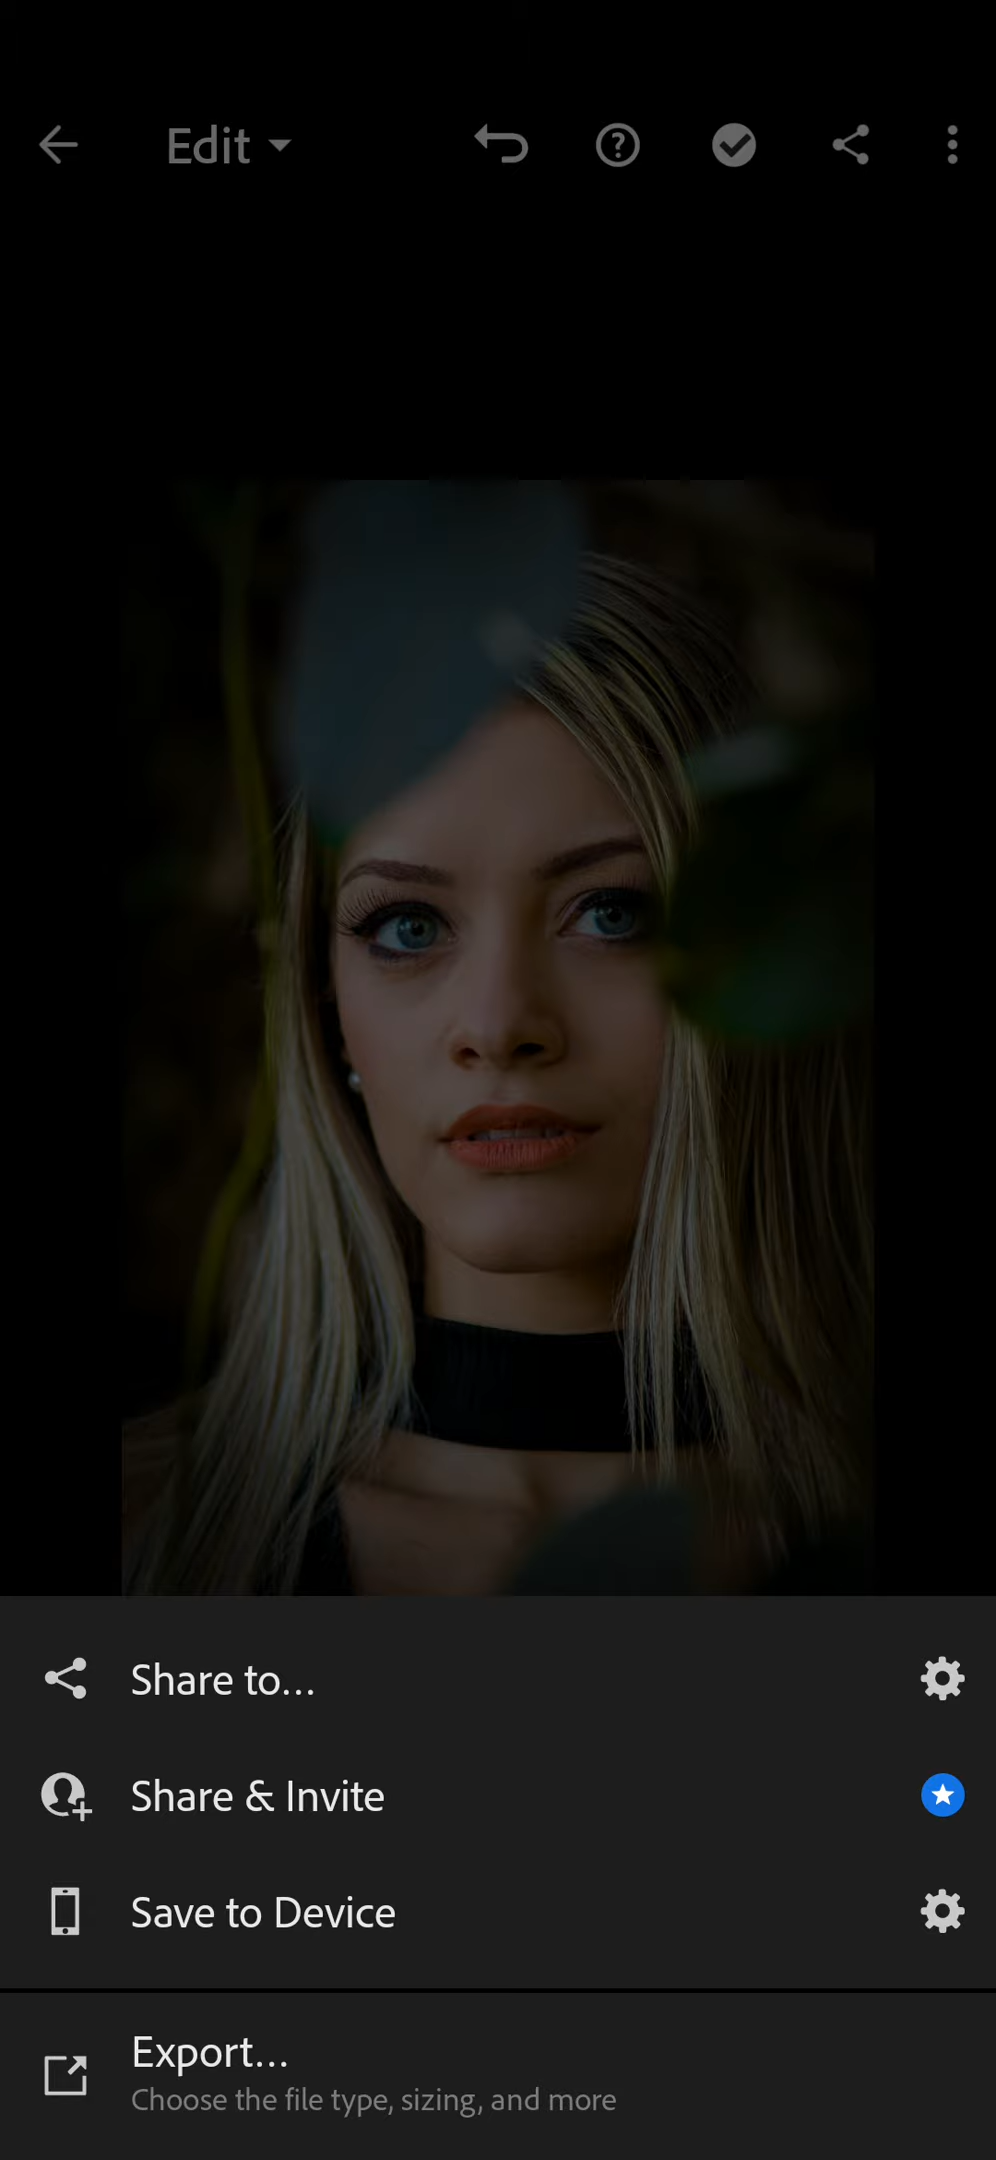 Edit
Share to...
Share & Invite
Save to Device
Export...
Choose the file type, sizing, and more